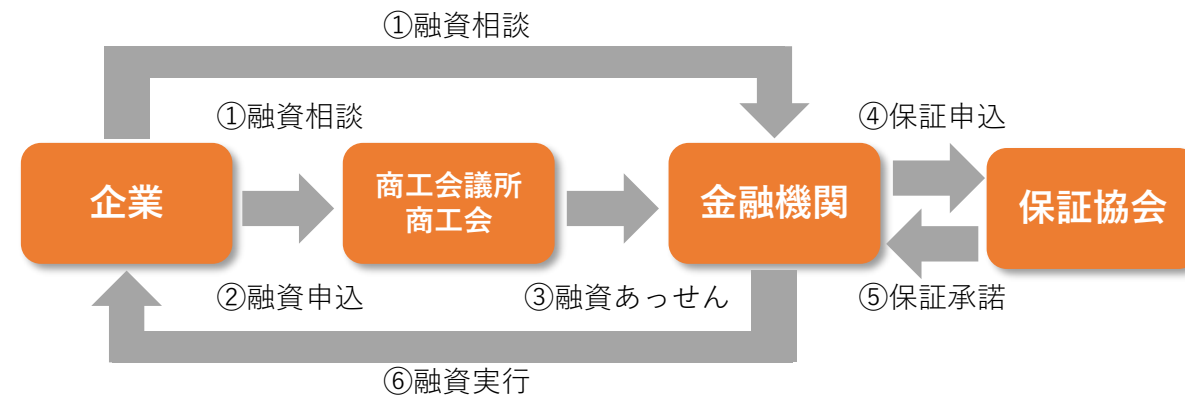 ①融資相談
①融資相談
④保証申込
企業
商工会議所
商工会
金融機関
保証協会
②融資申込
③融資あっせん
⑤保証承諾
⑥融資実行